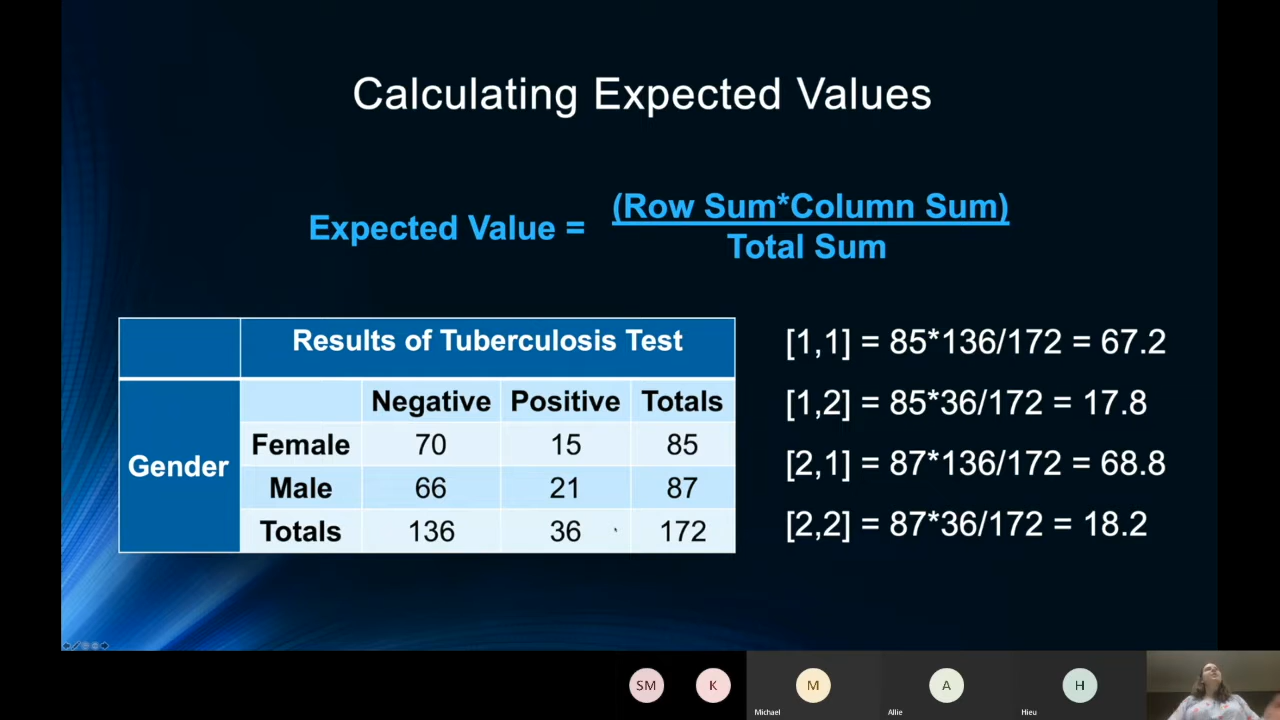 Calculating Expected Values
Expected Value =
(Row Sum*Column Sum)
Total Sum
Results of Tuberculosis Test
Negative Positive Totals
Gender
Female 70 15 85
Male 66 21 87
Totals 136 36 172
[1,1] = 85*136/172 = 67.2
[1,2] = 85*36/172 = 17.8
[2,1] = 87*136/172 = 68.8
[2,2] = 87*36/172 = 18.2
SM K M A H
Michael Allie Hieu